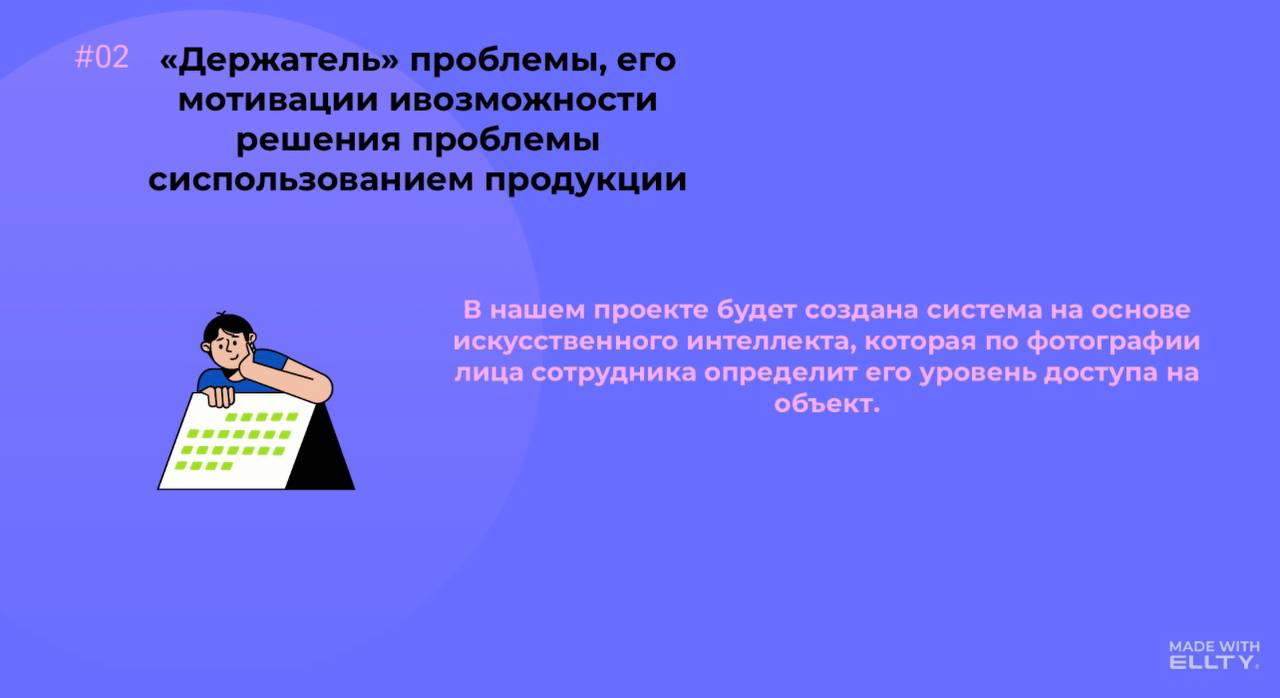 #02
«Держатель» проблемы, его
мотивации ивозможности
решения проблемы
сиспользованием продукции
В нашем проекте будет создана система на основе
искусственного интеллекта, которая по фотографии
лица сотрудника определит его уровень доступа на
объект.
MADE WITH
ELLTY